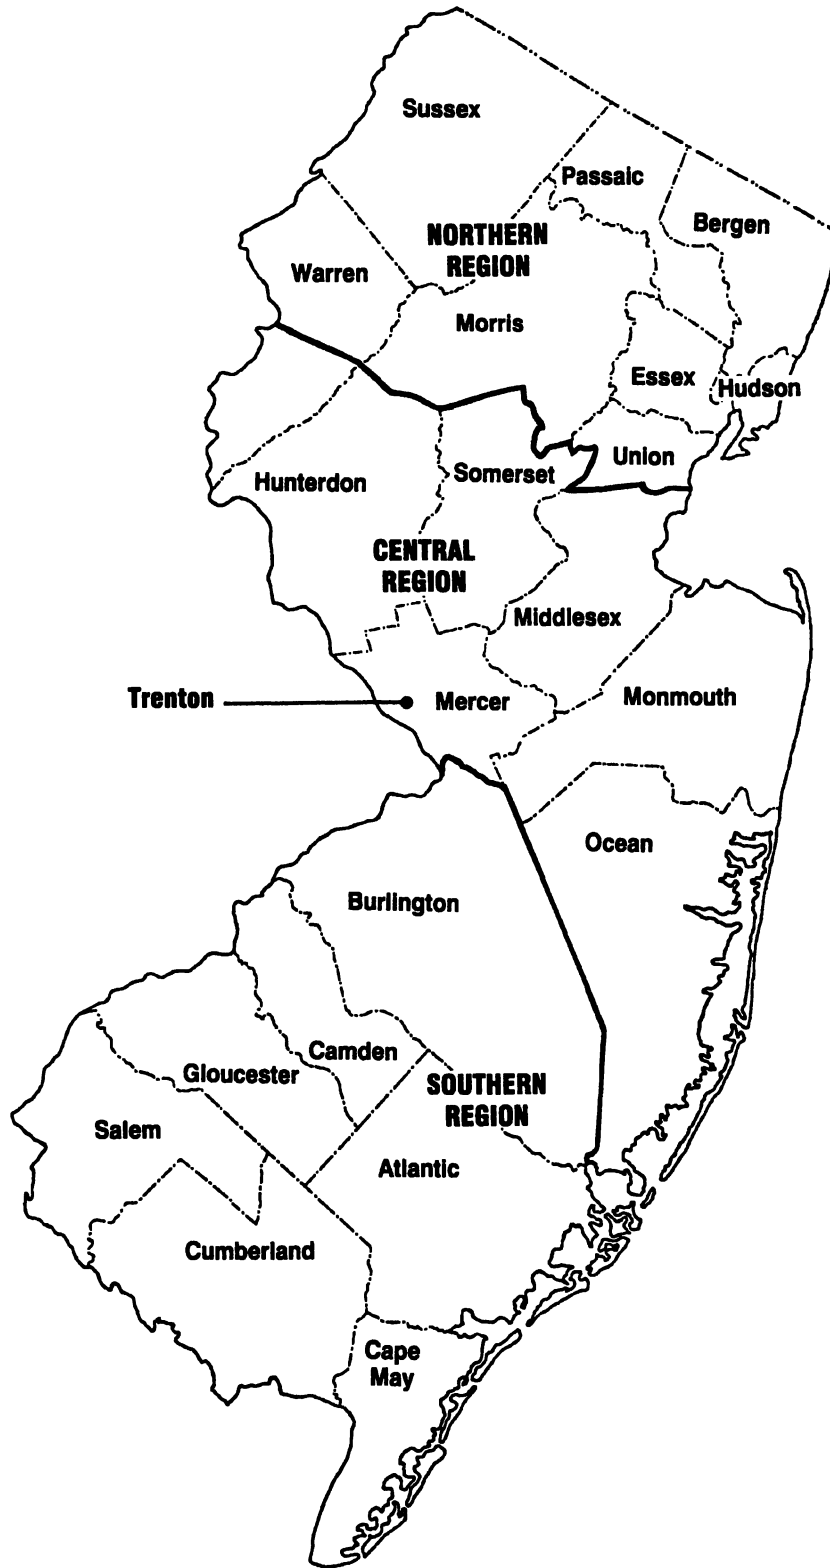 Sussex
Passaic
Bergen
NORTHERN
REGION
Warren
Morris
Essex
Hudson
Union
Somerset
Hunterdon
CENTRAL
REGION
Middlesex
Trenton
Mercer
Monmouth
Ocean
Burlington
Camden
Gloucester
SOUTHERN
REGION
Salem
Atlantic
Cumberland
Cape
May